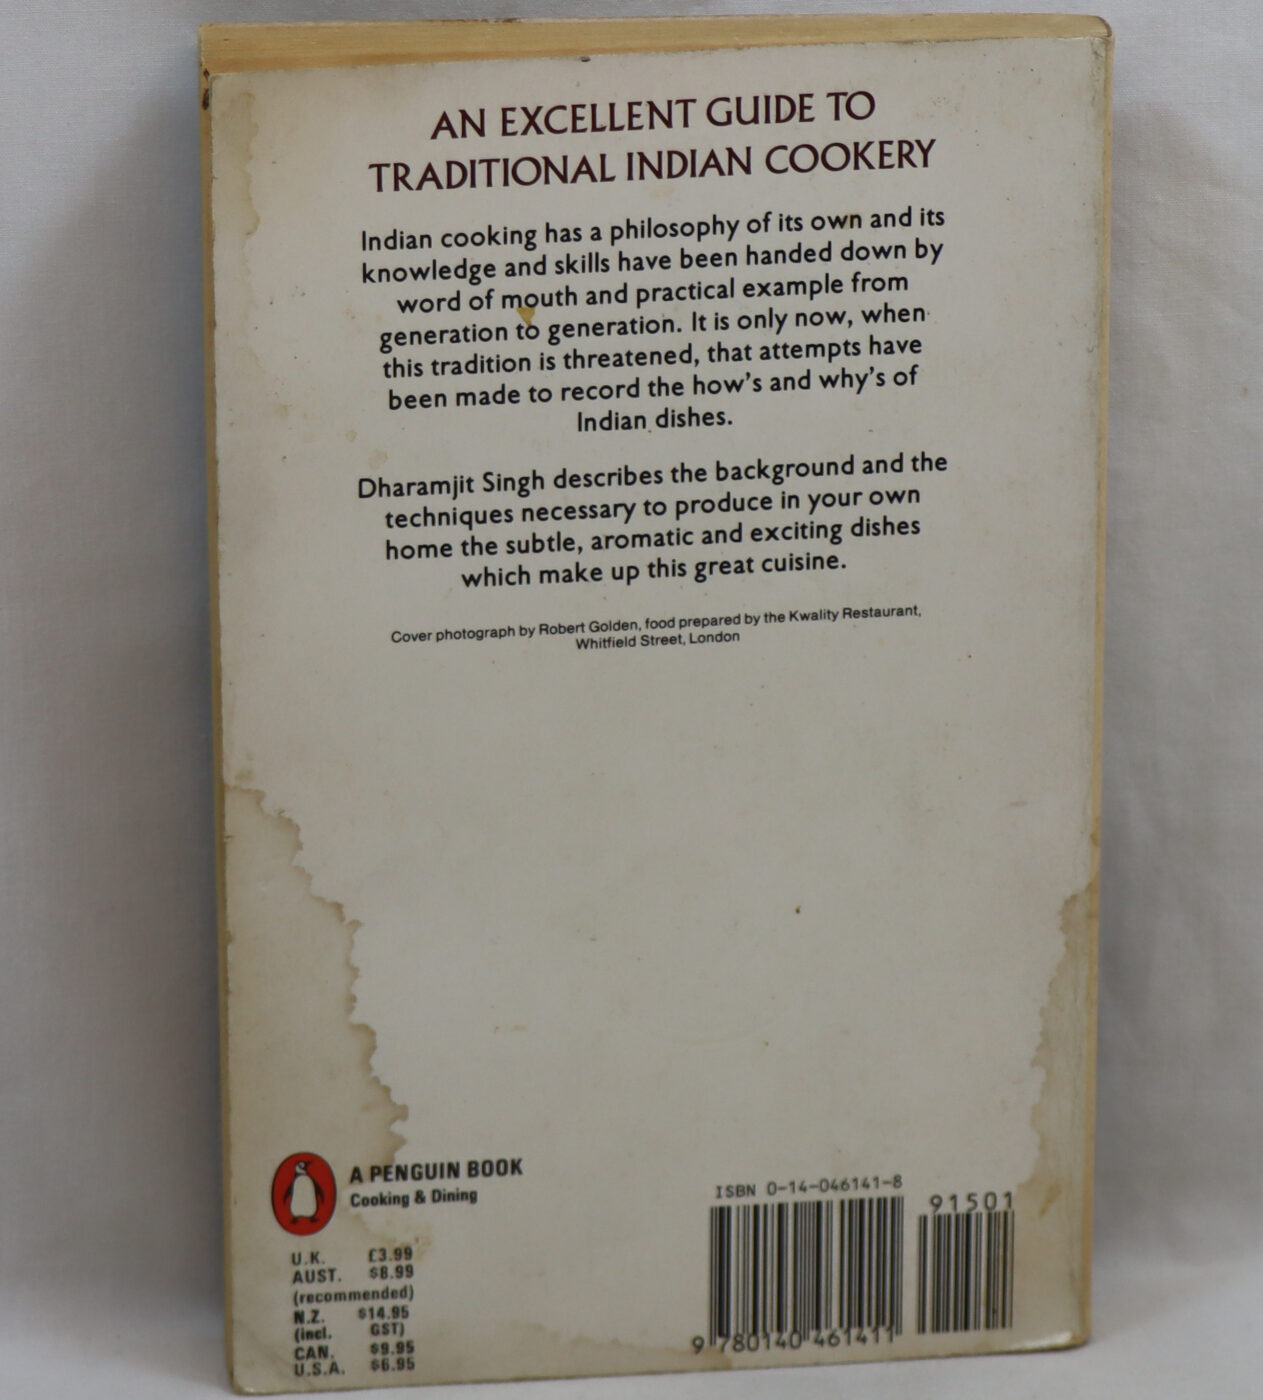 AN EXCELLENT GUIDE TO
TRADITIONAL INDIAN COOKERY
Indian cooking has a philosophy of its own and its
knowledge and skills have been handed down by
word of mouth and practical example from
generation to generation. It is only now, when
this tradition is threatened, that attempts have
been made to record the how's and why's of
Indian dishes.
Dharamjit Singh describes the background and the
techniques necessary to produce in your own
home the subtle, aromatic and exciting dishes
which make up this great cuisine.
Cover photograph by Robert Golden, food prepared by the Kwality Restaurant,
Whitfield Street, London
A PENGUIN BOOK
Cooking & Dining
U.K. £3.99
AUST. $8.99
(recommended)
N.Z. $14.95
(incl. GST)
CAN. $9.95
U.S.A. $6.95
ISBN 0-14-046141-8
91501
9 780140 461411